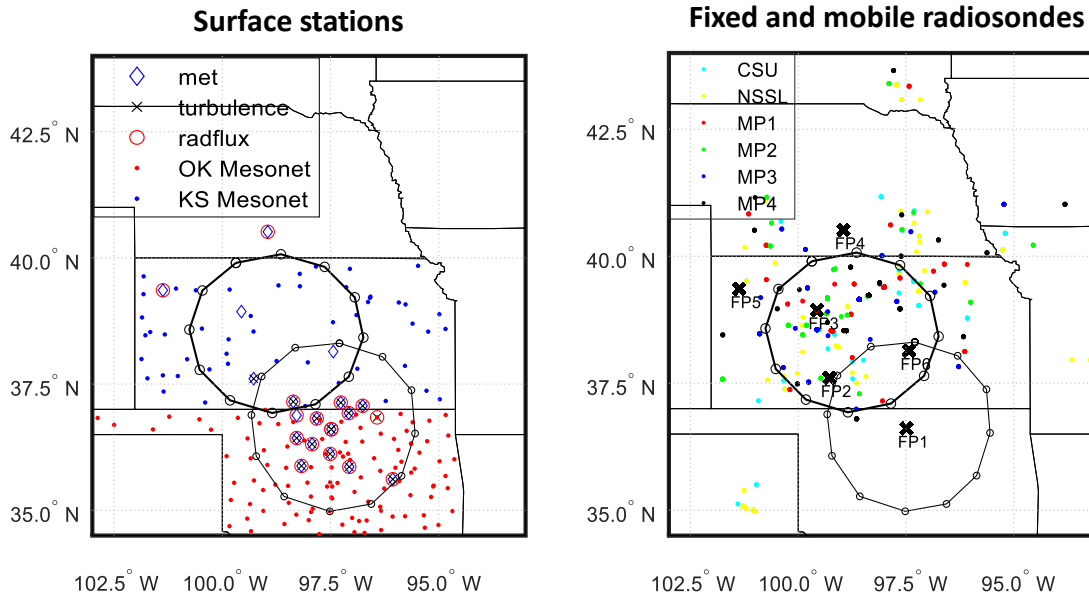 Surface stations
met
turbulence
radflux
OK Mesonet
KS Mesonet
42.5° N
40.0° N
37.5° N
35.0° N
102.5° W 100.0° W 97.5° W 95.0° W
Fixed and mobile radiosondes
CSU
NSSL
MP1
MP2
MP3
MP4
42.5° N
40.0° N
37.5° N
35.0° N
FP4
FP5
FP3
FP6
FP2
FP1
102.5° W 100.0° W 97.5° W 95.0° W